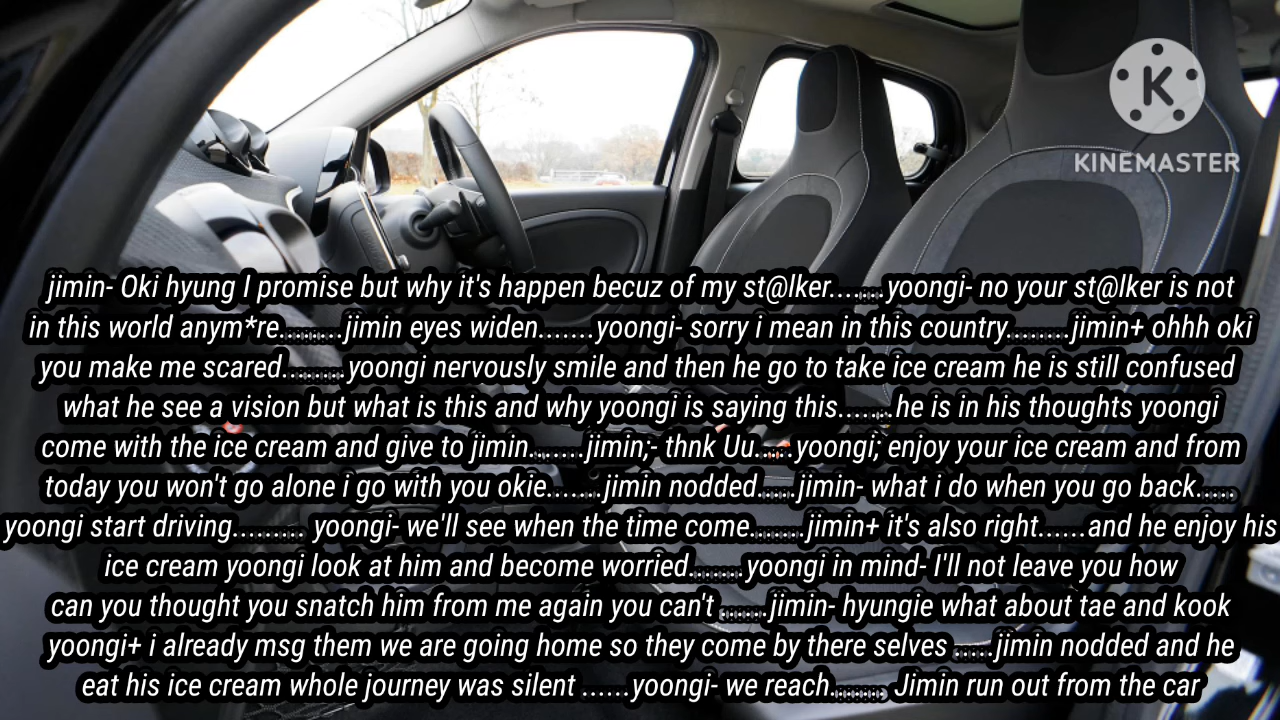 KINEMASTER
jimin- Oki hyung I promise but why it's happen becuz of my st@lker.........yoongi- no your st@lker is not
in this world anym*re...........jimin eyes widen.......yoongi- sorry i mean in this country...........jimin+ ohhh oki
you make me scared...........yoongi nervously smile and then he go to take ice cream he is still confused
what he see a vision but what is this and why yoongi is saying this........he is in his thoughts yoongi
come with the ice cream and give to jimin.........jimin;- thnk Uu......yoongi; enjoy your ice cream and from
today you won't go alone i go with you okie........jimin nodded......jimin- what i do when you go back......
yoongi start driving.......... yoongi- we'll see when the time come.........jimin+ it's also right......and he enjoy his
ice cream yoongi look at him and become worried.........yoongi in mind- I'll not leave you how
can you thought you snatch him from me again you can't ........jimin- hyungie what about tae and kook
yoongi+ i already msg them we are going home so they come by there selves ......jimin nodded and he
eat his ice cream whole journey was silent ......yoongi- we reach......... Jimin run out from the car